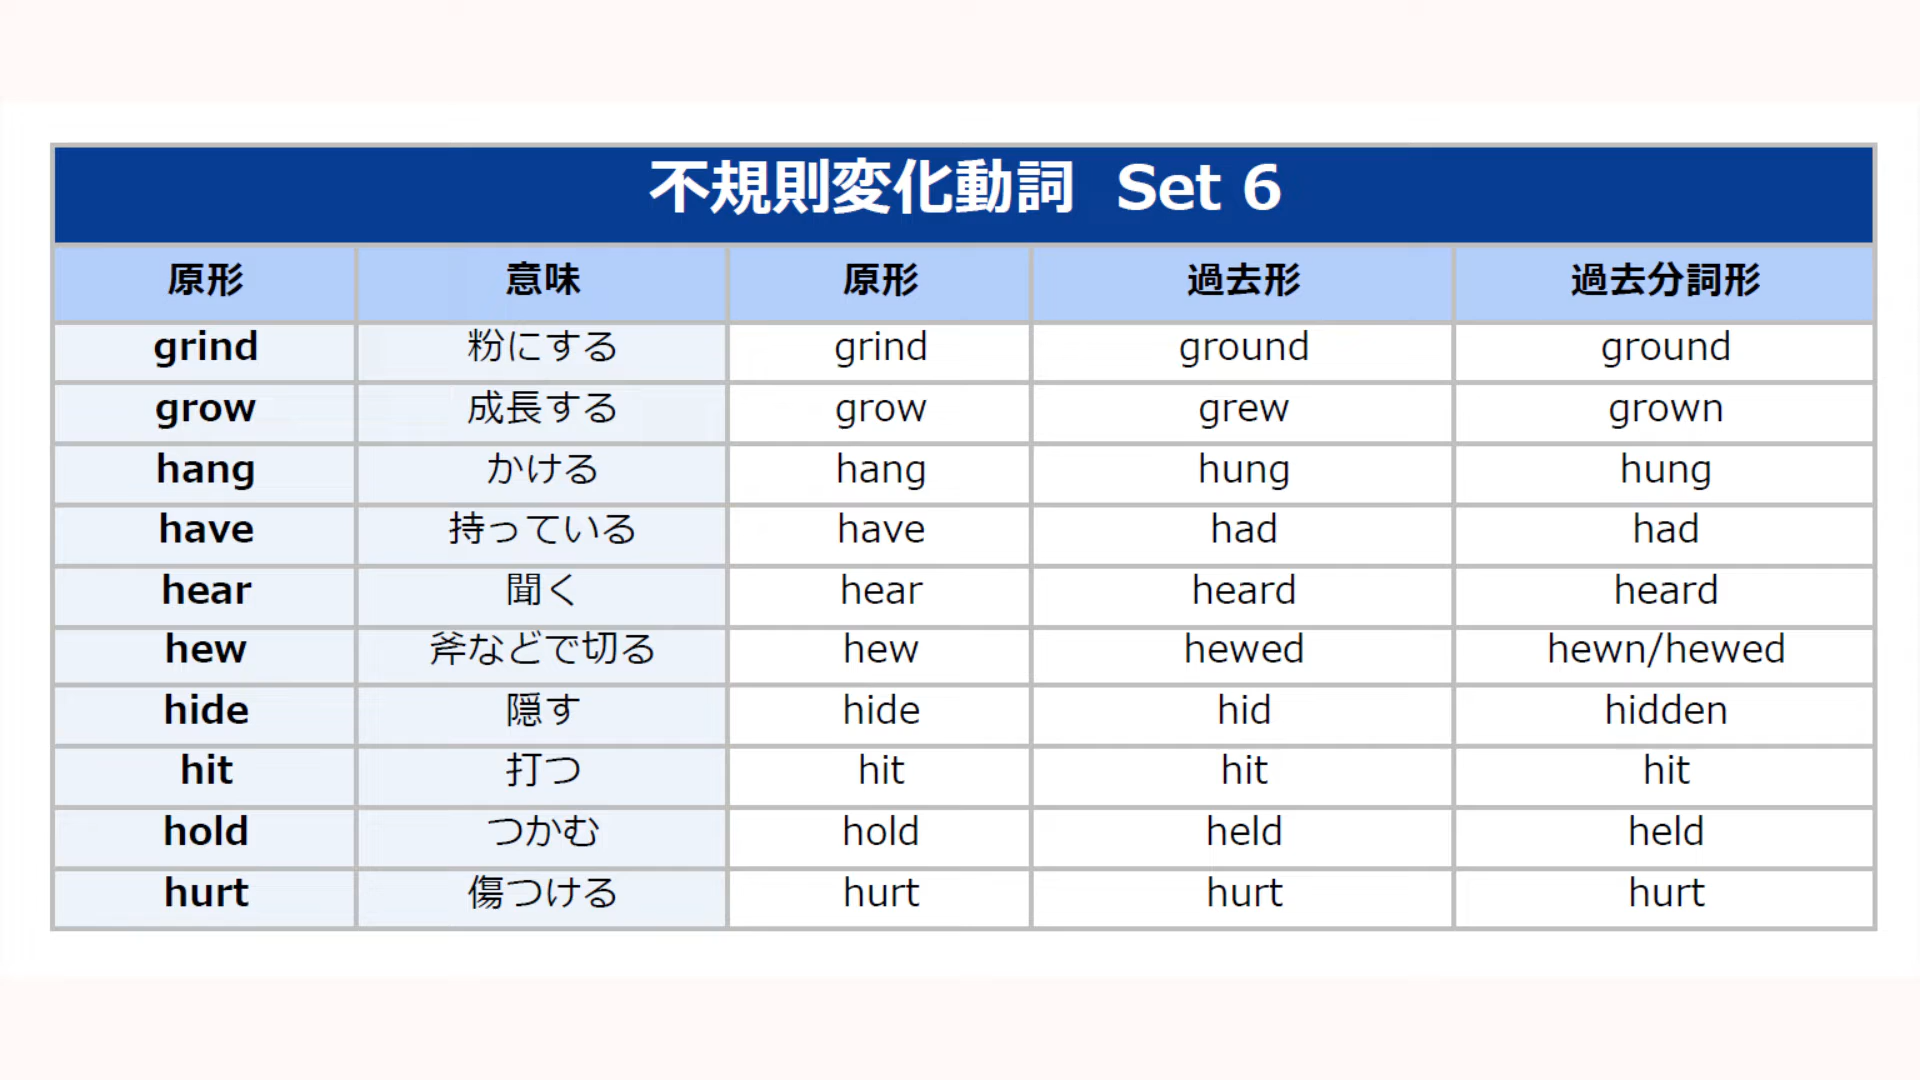 不規則変化動詞 Set 6
原形 意味 原形 過去形 過去分詞形
grind 粉にする grind ground ground
grow 成長する grow grew grown
hang かける hang hung hung
have 持っている have had had
hear 聞く hear heard heard
hew 斧などで切る hew hewed hewn/hewed
hide 隠す hide hid hidden
hit 打つ hit hit hit
hold つかむ hold held held
hurt 傷つける hurt hurt hurt